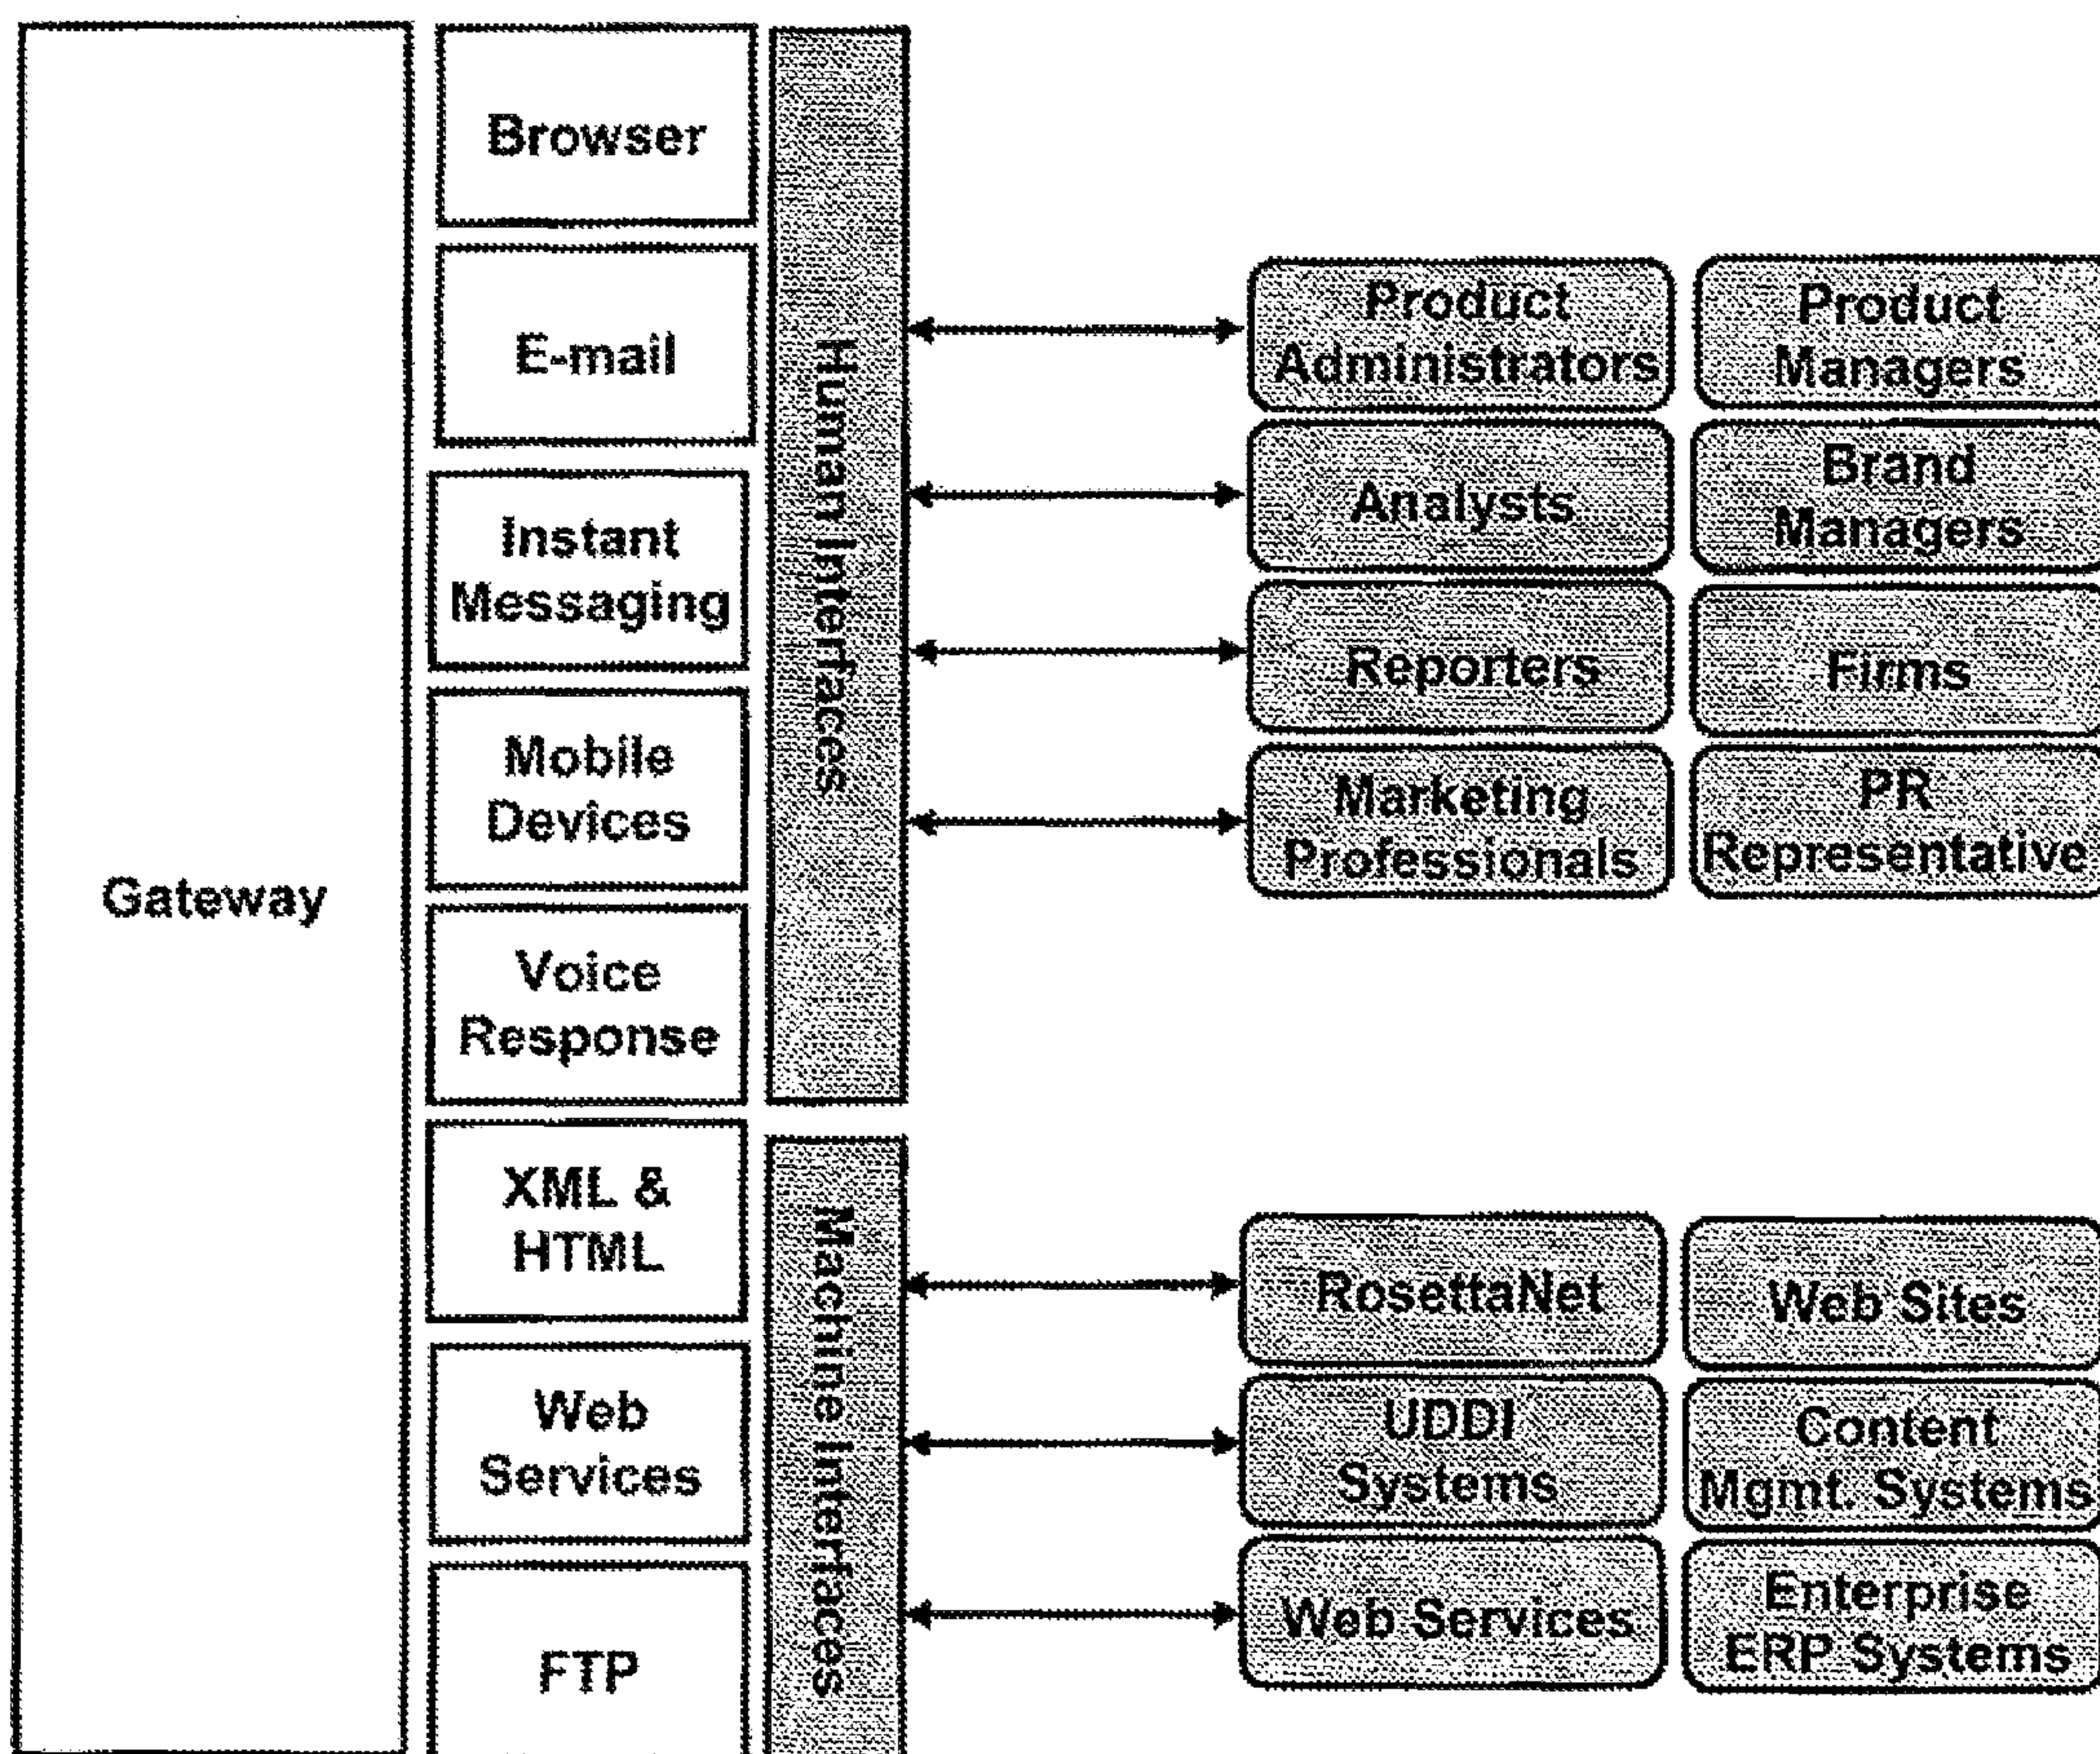 Gateway
Browser
E-mail
Instant
Messaging
Mobile
Devices
Voice
Response
XML &
HTML
Web
Services
FTP
Human Interfaces
Machine Interfaces
Product
Administrators
Product
Managers
Analysts
Brand
Managers
Reporters
Firms
Marketing
Professionals
PR
Representative
RosettaNet
Web Sites
UDDI
Systems
Content
Mgmt. Systems
Web Services
Enterprise
ERP Systems